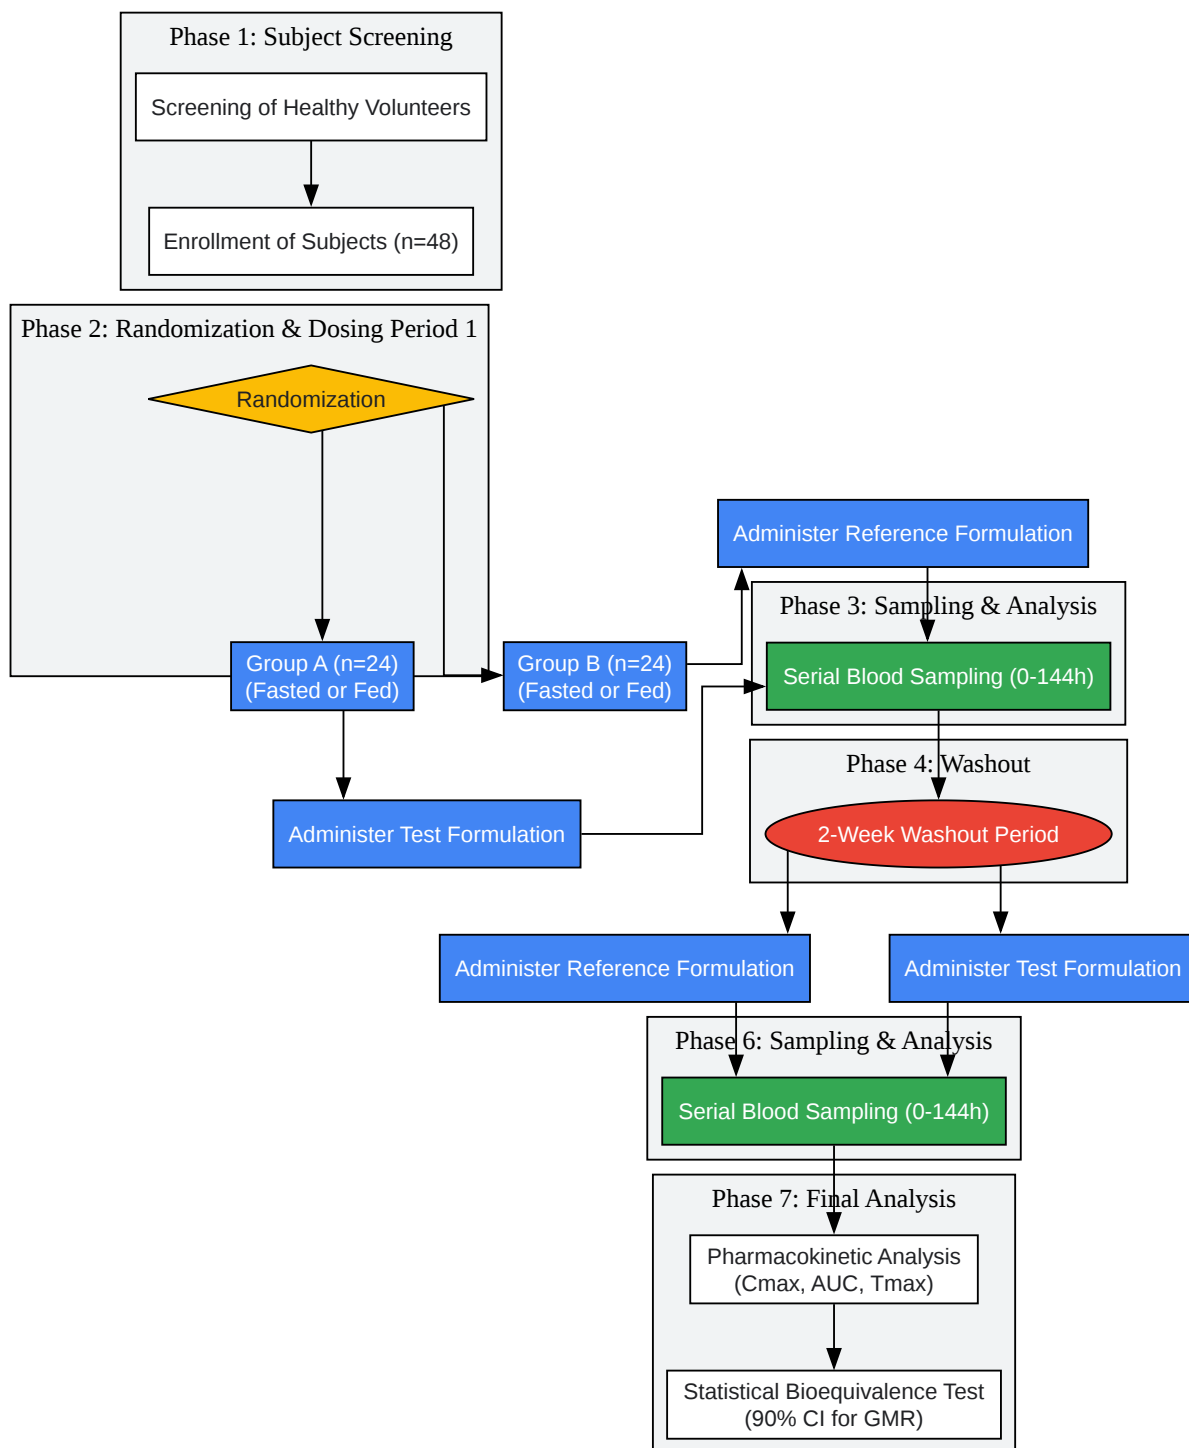 Phase 1: Subject Screening
Screening of Healthy Volunteers
Enrollment of Subjects (n=48)
Phase 2: Randomization & Dosing Period 1
Randomization
Administer Reference Formulation
Phase 3: Sampling & Analysis
Group A (n=24)
(Fasted or Fed)
Group B (n=24)
(Fasted or Fed)
Serial Blood Sampling (0-144h)
Phase 4: Washout
Administer Test Formulation
2-Week Washout Period
Administer Reference Formulation
Administer Test Formulation
Phase 6: Sampling & Analysis
Serial Blood Sampling (0-144h)
Phase 7: Final Analysis
Pharmacokinetic Analysis
(Cmax, AUC, Tmax)
Statistical Bioequivalence Test
(90% CI for GMR)